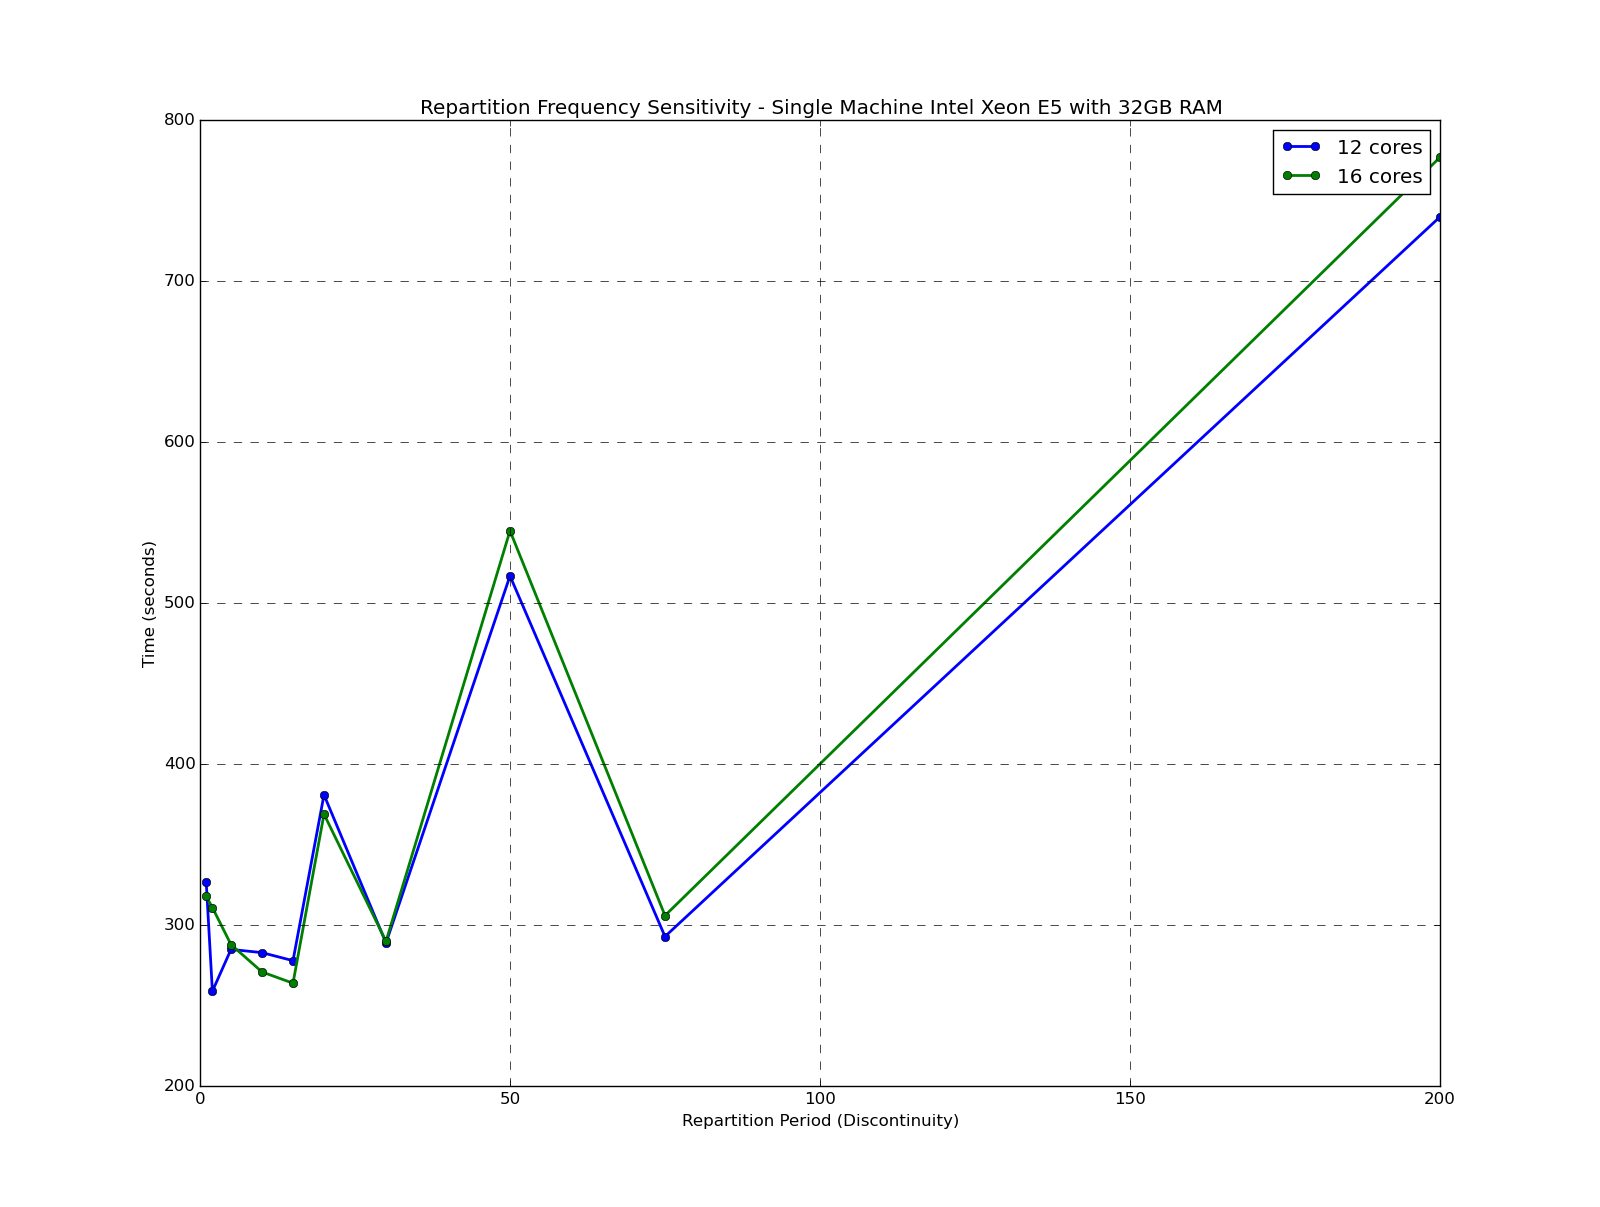 Repartition Frequency Sensitivity - Single Machine Intel Xeon E5 with 32GB RAM
800
700
600
500
400
300
200
Time (seconds)
12 cores
16 cores
0 50 100 150 200
Repartition Period (Discontinuity)